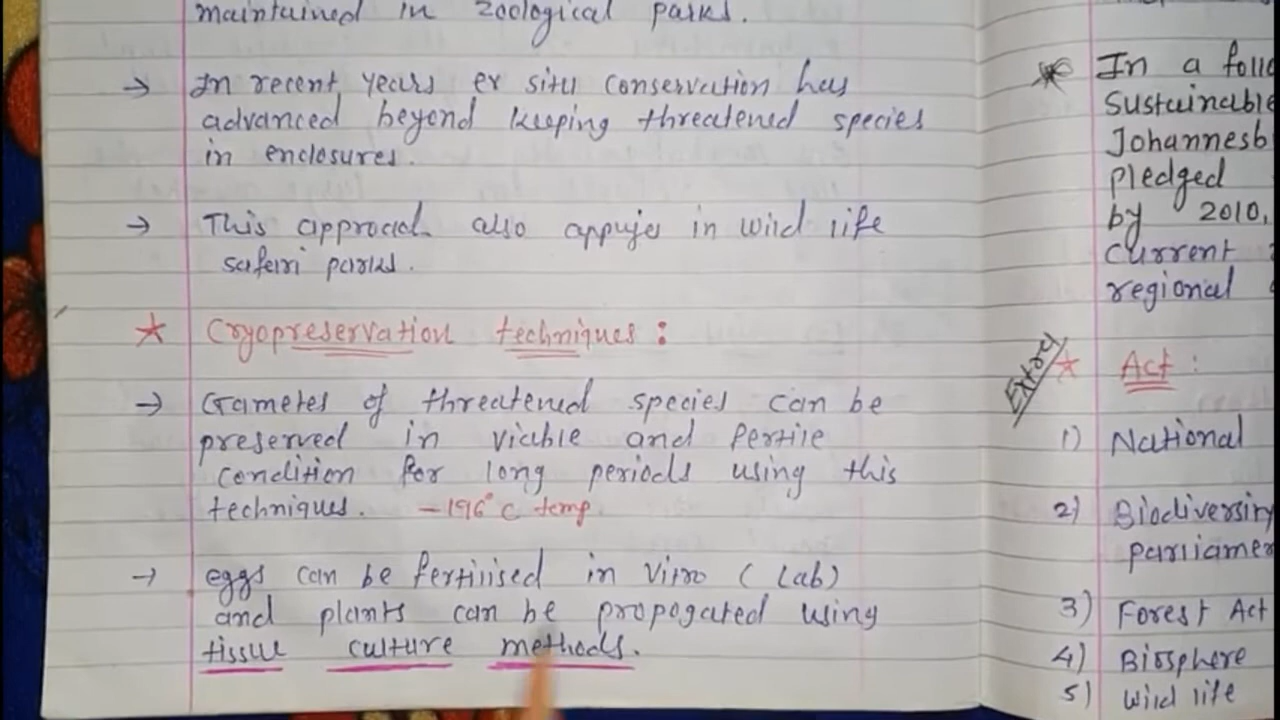 maintained in zoological parks.
→ In recent years ex situ conservation has
advanced beyond keeping threatened species
in enclosures.
→ This approach also in wild life
safari parks.
★ Cryopreservation techniques :
→ Gametes of threatened species can be
preserved in viable and fertile
condition for long periods using this
techniques. -196°C temp
→ eggs can be fertilised in vitro (Lab)
and plants can be propogated using
tissue culture methods.
In a follo
Sustainable
Johannesb
pledged
by 2010,
current
regional
Extra ★ Act :
1) National
2) Biodiversity
parliamen
3) Forest Act
4) Biosphere
5) Wild life